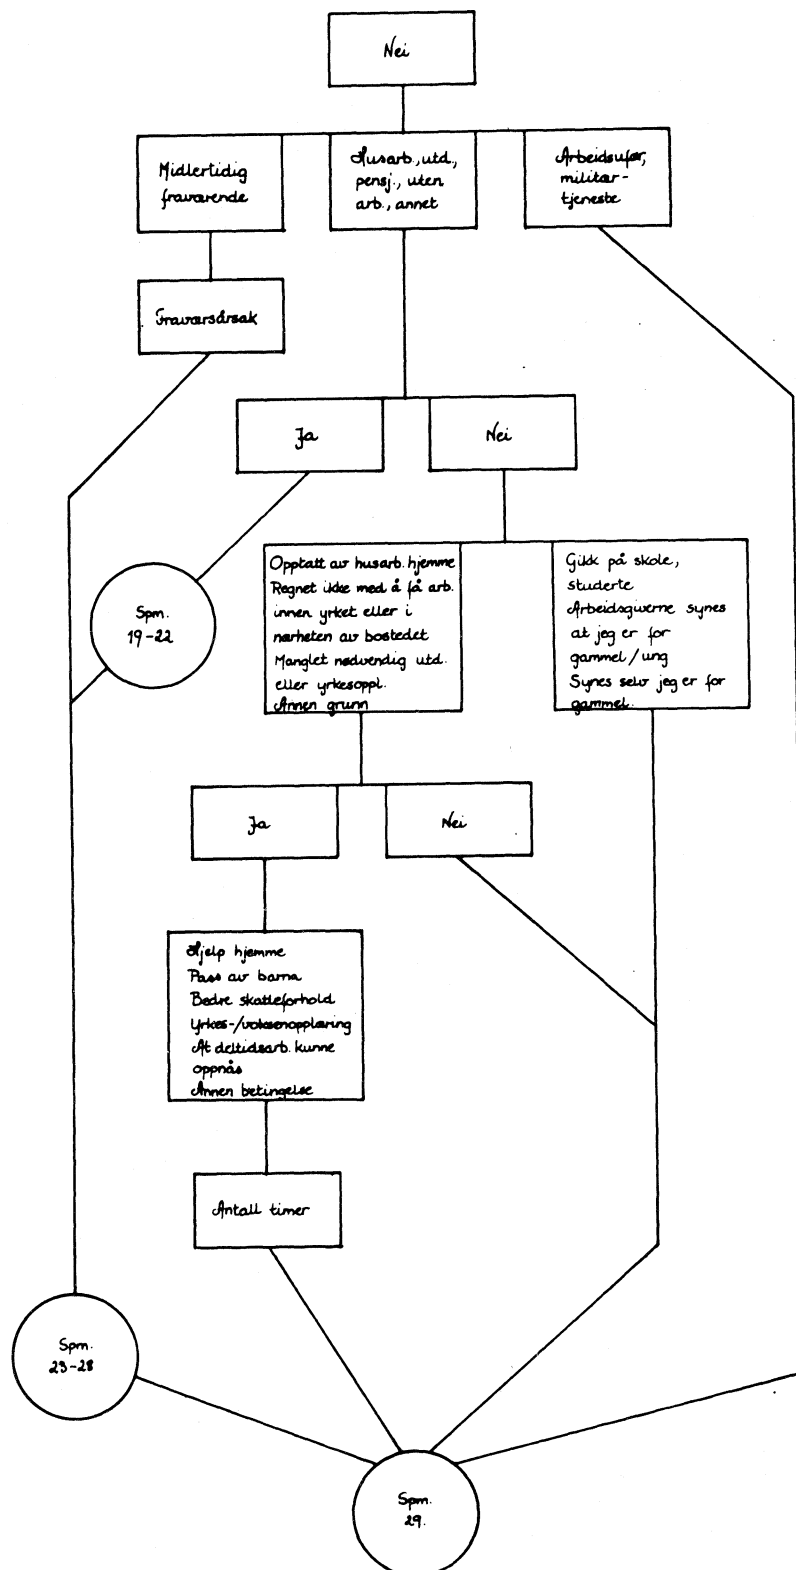 Nei
Midlertidig
fraværende
Husarb., utd.,
pensj., uten
arb., annet
Arbeidsufør,
militær-
tjeneste
Fraværsårsak
Ja
Nei
Spm.
19-22
Opptatt av husarb. hjemme
Regnet ikke med å få arb.
innen yrket eller i
nærheten av bostedet
Manglet nødvendig utd.
eller yrkesoppl.
Annen grunn
Gikk på skole,
studerte
Arbeidsgiverne synes
at jeg er for
gammel/ung
Synes selv jeg er for
gammel.
Ja
Nei
Hjelp hjemme
Pass av barna
Bedre skatteforhold
Yrkes-/voksenopplæring
At deltidsarb. kunne
oppnås
Annen betingelse
Antall timer
Spm.
23-28
Spm.
29.